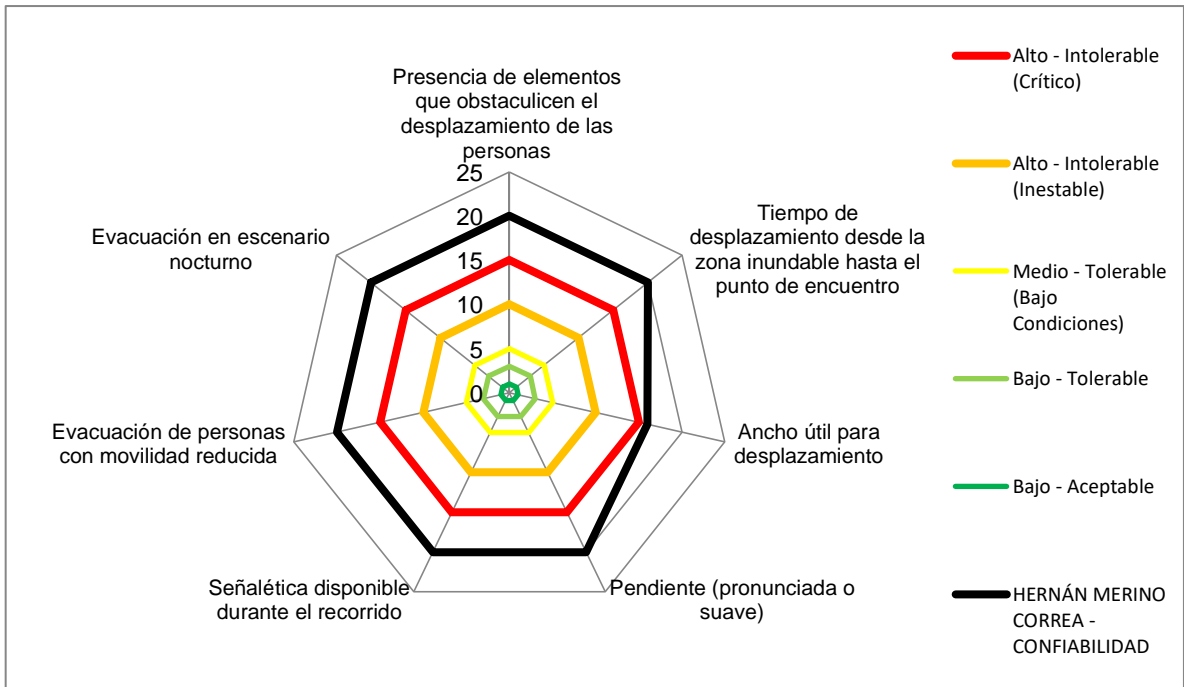 Presencia de elementos
que obstaculicen el
desplazamiento de las
personas
25
20
15
10
5
0
Tiempo de
desplazamiento desde la
zona inundable hasta el
punto de encuentro
Ancho útil para
desplazamiento
Pendiente (pronunciada o
suave)
Señalética disponible
durante el recorrido
Evacuación de personas
con movilidad reducida
Evacuación en escenario
nocturno
Alto - Intolerable
(Crítico)
Alto - Intolerable
(Inestable)
Medio - Tolerable
(Bajo
Condiciones)
Bajo - Tolerable
Bajo - Aceptable
HERNÁN MERINO
CORREA -
CONFIABILIDAD